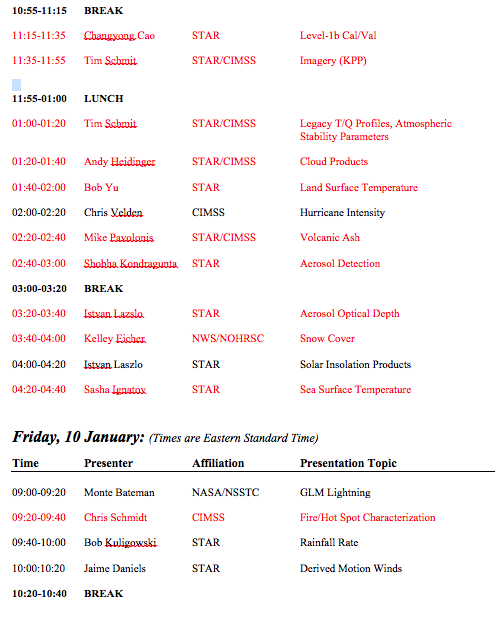 10:55-11:15 BREAK
11:15-11:35 Changyong Cao STAR Level-1b Cal/Val
11:35-11:55 Tim Schmit STAR/CIMSS Imagery (KPP)
11:55-01:00 LUNCH
01:00-01:20 Tim Schmit STAR/CIMSS Legacy T/Q Profiles, Atmospheric
Stability Parameters
01:20-01:40 Andy Heidinger STAR/CIMSS Cloud Products
01:40-02:00 Bob Yu STAR Land Surface Temperature
02:00-02:20 Chris Velden CIMSS Hurricane Intensity
02:20-02:40 Mike Pavolonis STAR/CIMSS Volcanic Ash
02:40-03:00 Shobha Kondragunta STAR Aerosol Detection
03:00-03:20 BREAK
03:20-03:40 Istvan Lazslo STAR Aerosol Optical Depth
03:40-04:00 Kelley Eicher NWS/NOHRSC Snow Cover
04:00-04:20 Istvan Laszlo STAR Solar Insolation Products
04:20-04:40 Sasha Ignatov STAR Sea Surface Temperature
Friday, 10 January: (Times are Eastern Standard Time)
Time Presenter Affiliation Presentation Topic
09:00-09:20 Monte Bateman NASA/NSSTC GLM Lightning
09:20-09:40 Chris Schmidt CIMSS Fire/Hot Spot Characterization
09:40-10:00 Bob Kuligowski STAR Rainfall Rate
10:00:10:20 Jaime Daniels STAR Derived Motion Winds
10:20-10:40 BREAK